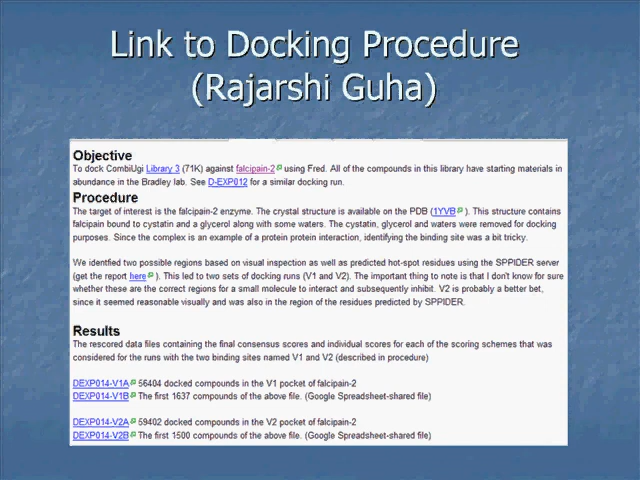 Link to Docking Procedure
(Rajarshi Guha)
Objective
To dock CombiUgi Library 3 (71K) against falcipain-2 using Fred. All of the compounds in this library have starting materials in
abundance in the Bradley lab. See D-EXP012 for a similar docking run.
Procedure
The target of interest is the falcipain-2 enzyme. The crystal structure is available on the PDB (1YVB). This structure contains
falcipain bound to cystatin and a glycerol along with some waters. The cystatin, glycerol and waters were removed for docking
purposes. Since the complex is an example of a protein protein interaction, identifying the binding site was a bit tricky.
We identfied two possible regions based on visual inspection as well as predicted hot-spot residues using the SPPIDER server
(get the report here). This led to two sets of docking runs (V1 and V2). The important thing to note is that I don't know for sure
whether these are the correct regions for a small molecule to interact and subsequently inhibit. V2 is probably a better bet,
since it seemed reasonable visually and was also in the region of the residues predicted by SPPIDER.
Results
The rescored data files containing the final consensus scores and individual scores for each of the scoring schemes that was
considered for the runs with the two binding sites named V1 and V2 (described in procedure)
DEXP014-V1A 56404 docked compounds in the V1 pocket of falcipain-2
DEXP014-V1B The first 1637 compounds of the above file. (Google Spreadsheet-shared file)
DEXP014-V2A 59402 docked compounds in the V2 pocket of falcipain-2
DEXP014-V2B The first 1500 compounds of the above file. (Google Spreadsheet-shared file)